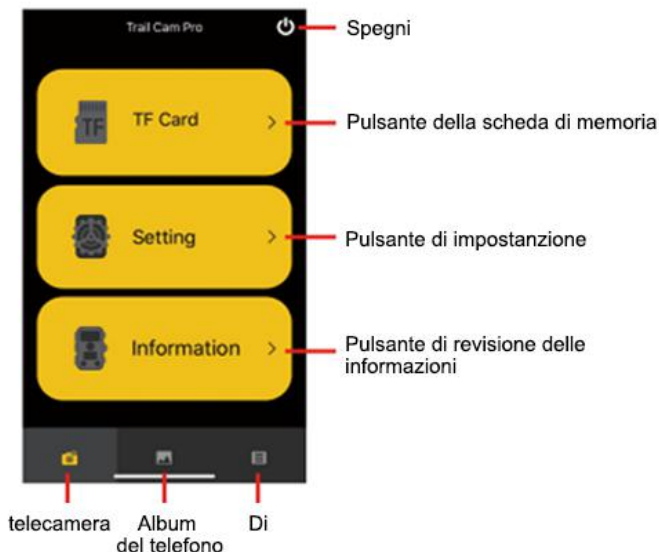 Trail Cam Pro
Spegni
TF
TF Card
Pulsante della scheda di memoria
Setting
Pulsante di impostanzione
Information
Pulsante di revisione delle
informazioni
telecamera
Album
del telefono
Di